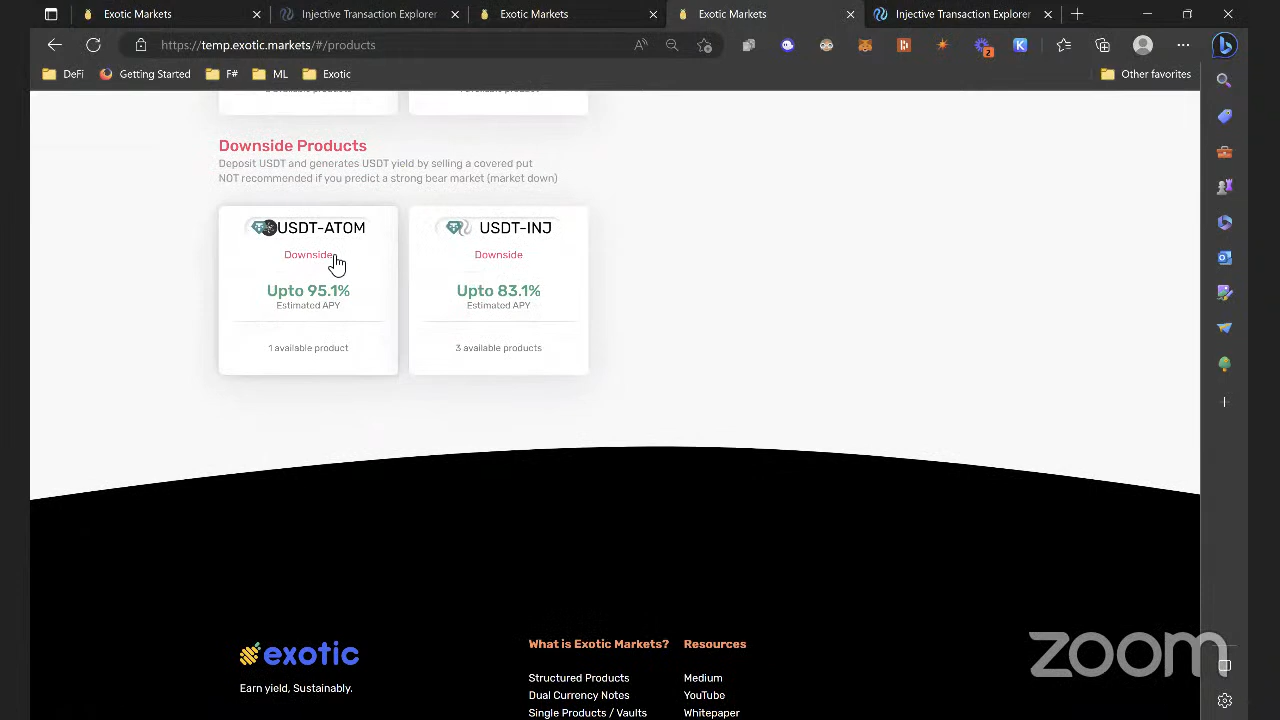 Exotic Markets
Injective Transaction Explorer
Exotic Markets
Exotic Markets
Injective Transaction Explorer
https://temp.exotic.markets/#/products
2
K
DeFi
Getting Started
F#
ML
Exotic
Other favorites
Downside Products
Deposit USDT and generates USDT yield by selling a covered put
NOT recommended if you predict a strong bear market (market down)
USDT-ATOM
Downside
Upto 95.1%
Estimated APY
1 available product
USDT-INJ
Downside
Upto 83.1%
Estimated APY
3 available products
exotic
Earn yield, Sustainably.
What is Exotic Markets?
Structured Products
Dual Currency Notes
Single Products / Vaults
Resources
Medium
YouTube
Whitepaper
zoom